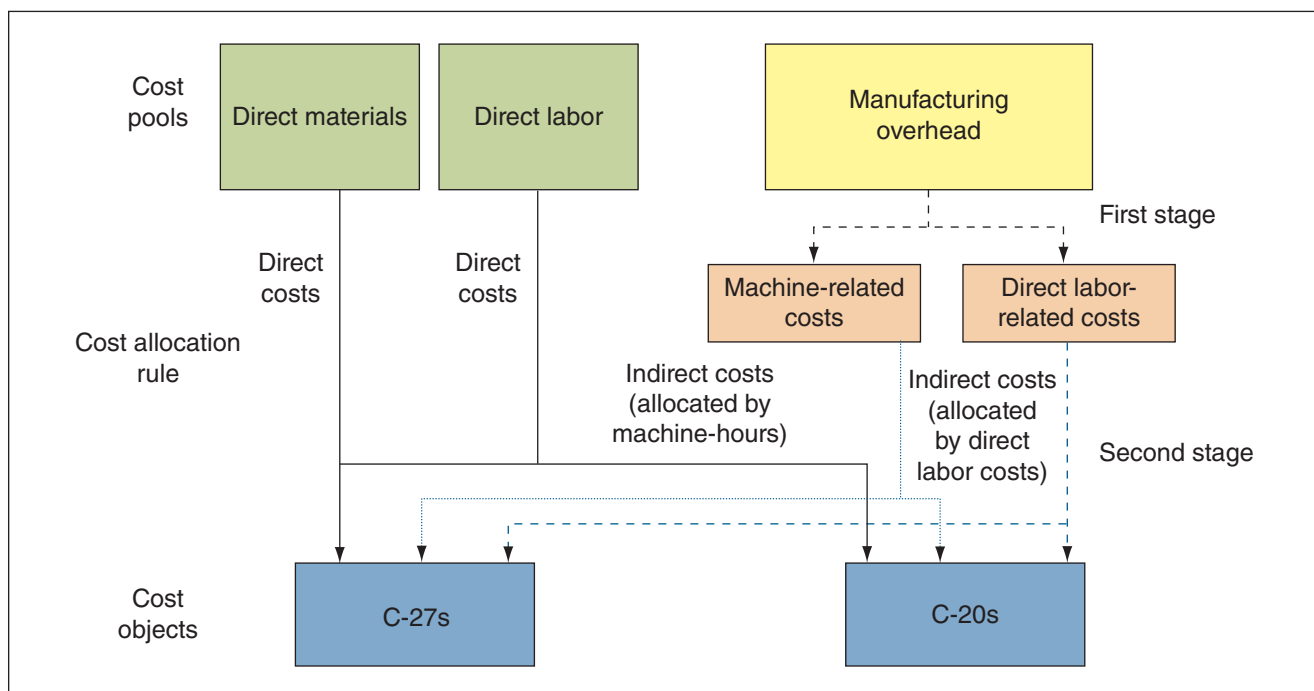 Cost
pools
Direct materials
Direct labor
Manufacturing
overhead
First stage
Direct
costs
Direct
costs
Machine-related
costs
Direct labor-
related costs
Cost allocation
rule
Indirect costs
(allocated by
machine-hours)
Indirect costs
(allocated
by direct
labor costs)
Second stage
Cost
objects
C-27s
C-20s